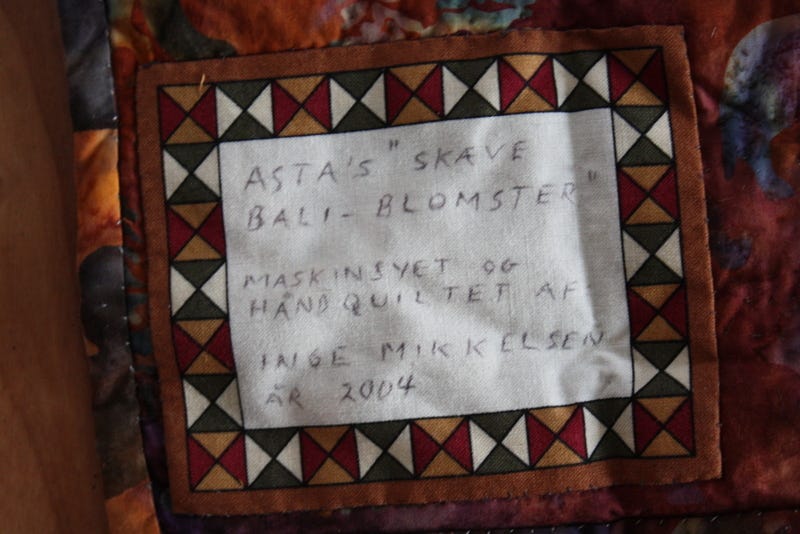 ASTA'S "SKÆVE
BALI - BLOMSTER"
MASKINSYET OG
HÅNDQUILTET AF
INGE MIKKELSEN
ÅR 2004